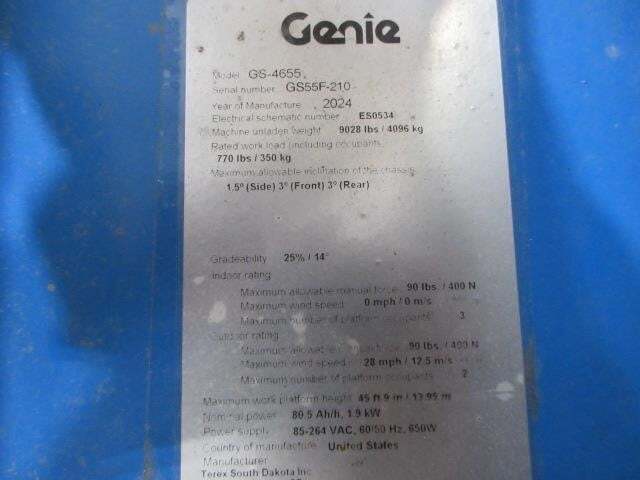 Genie
Model GS-4655
Serial number GS55F-210
Year of Manufacture 2024
Electrical schematic number ES0534
Machine unladen weight 9028 lbs / 4096 kg
Rated work load (including occupants
770 lbs / 350 kg
Maximum allowable inclination of the chassis
1.5º (Side) 3º (Front) 3º (Rear)
Gradeability 25% / 14°
Indoor rating
Maximum allowable manual force 90 lbs. / 400 N
Maximum wind speed 0 mph / 0 m/s
Maximum number of platform occupants 3
Outdoor rating
Maximum allowable force 90 lbs. / 400 N
Maximum wind speed 28 mph / 12.5 m/s
Maximum number of platform occupants 2
Maximum work platform height 45 ft 9 in / 13.95 m
Nominal power 80.5 Ah/h, 1.9 kW
Power supply 85-264 VAC, 60/50 Hz, 650W
Country of manufacture United States
Manufacturer
Terex South Dakota Inc